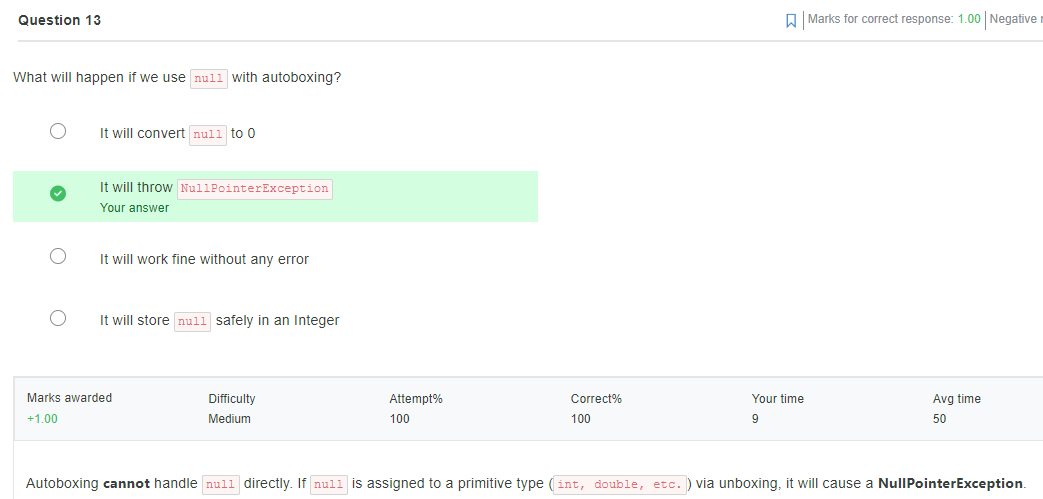 Question 13
Marks for correct response: 1.00 Negative
What will happen if we use null with autoboxing?
It will convert null to 0
It will throw NullPointerException
Your answer
It will work fine without any error
It will store null safely in an Integer
Marks awarded Difficulty Attempt% Correct% Your time Avg time
+1.00 Medium 100 100 9 50
Autoboxing cannot handle null directly. If null is assigned to a primitive type (int, double, etc.) via unboxing, it will cause a NullPointerException.